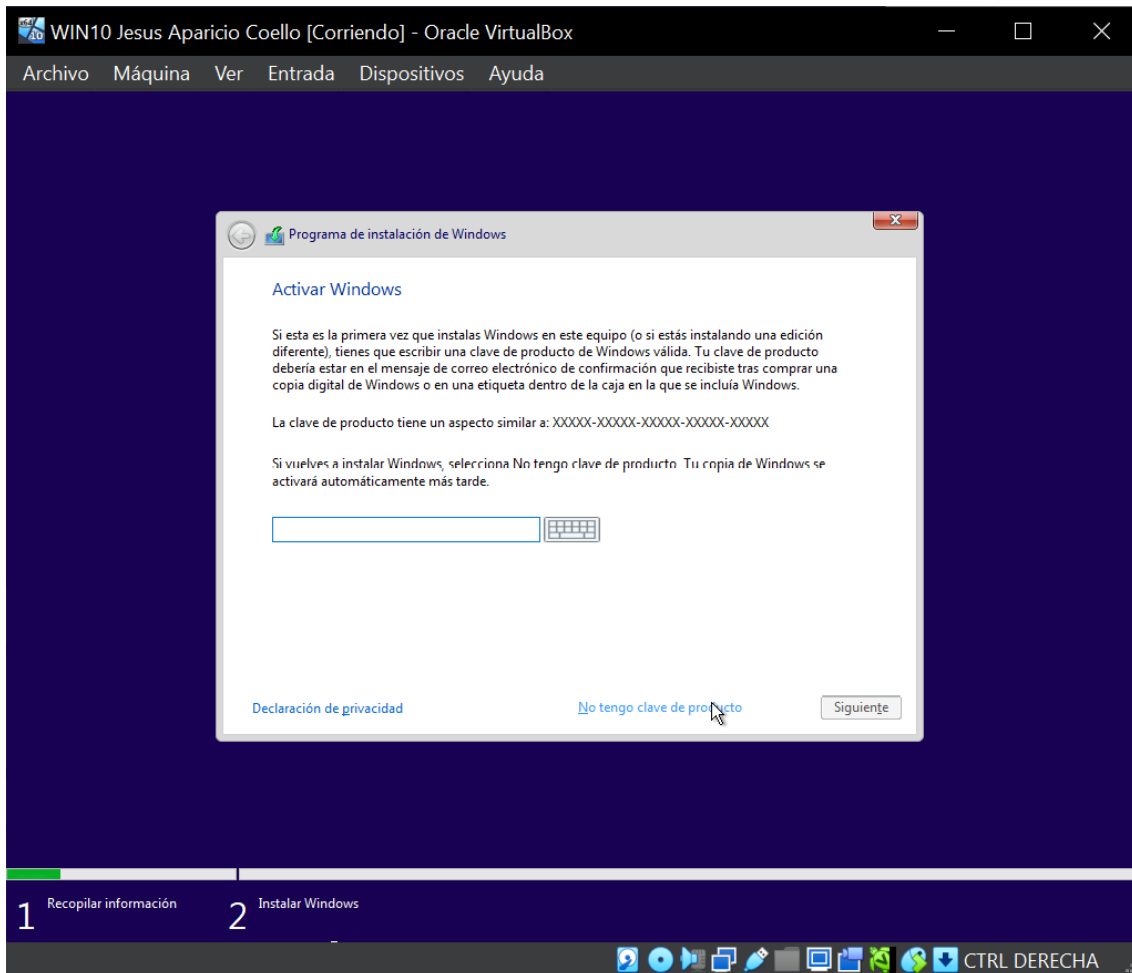 WIN10 Jesus Aparicio Coello [Corriendo] - Oracle VirtualBox
Archivo Máquina Ver Entrada Dispositivos Ayuda
Programa de instalación de Windows
Activar Windows
Si esta es la primera vez que instalas Windows en este equipo (o si estás instalando una edición
diferente), tienes que escribir una clave de producto de Windows válida. Tu clave de producto
debería estar en el mensaje de correo electrónico de confirmación que recibiste tras comprar una
copia digital de Windows o en una etiqueta dentro de la caja en la que se incluía Windows.
La clave de producto tiene un aspecto similar a: XXXXX-XXXXX-XXXXX-XXXXX-XXXXX
Si vuelves a instalar Windows, selecciona No tengo clave de producto. Tu copia de Windows se
activará automáticamente más tarde.
Declaración de privacidad No tengo clave de producto Siguiente
1 Recopilar información 2 Instalar Windows
CTRL DERECHA